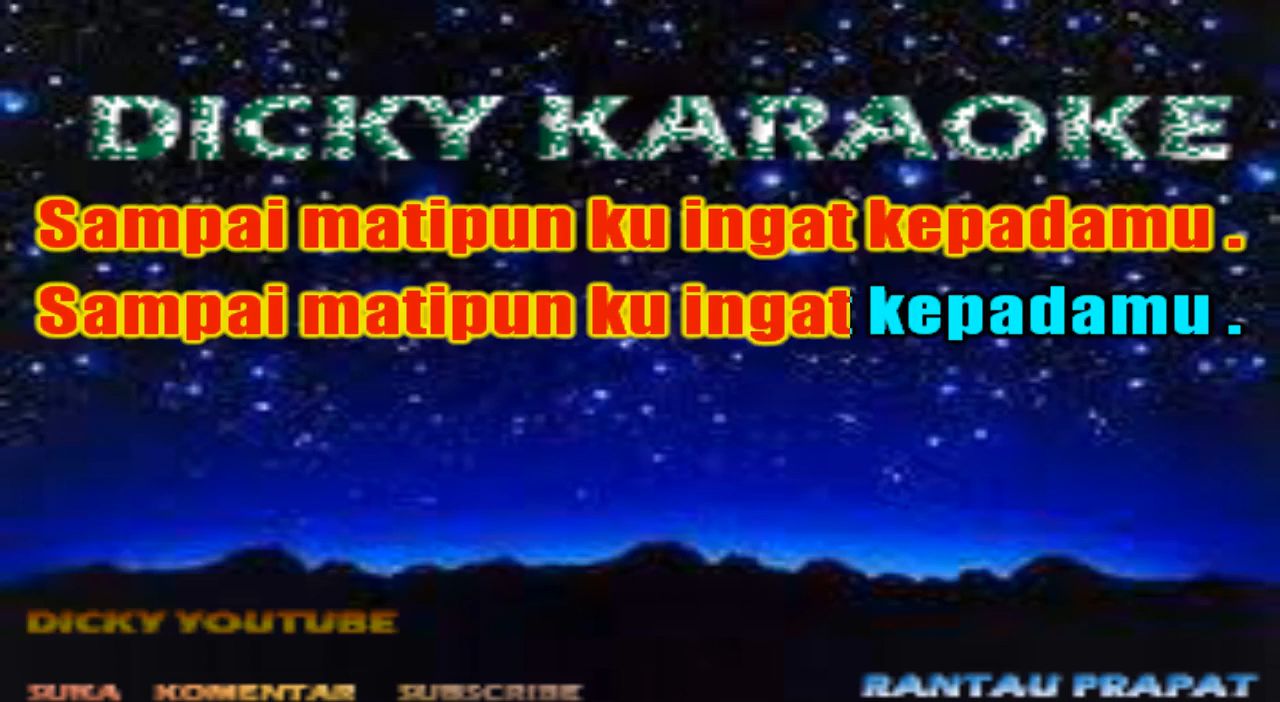 DICKY KARAOKE
Sampai matipun ku ingat kepadamu .
Sampai matipun ku ingat kepadamu .
DICKY YOUTUBE
SUKA KOMENTAR SUBSCRIBE
RANTAU PRAPAT